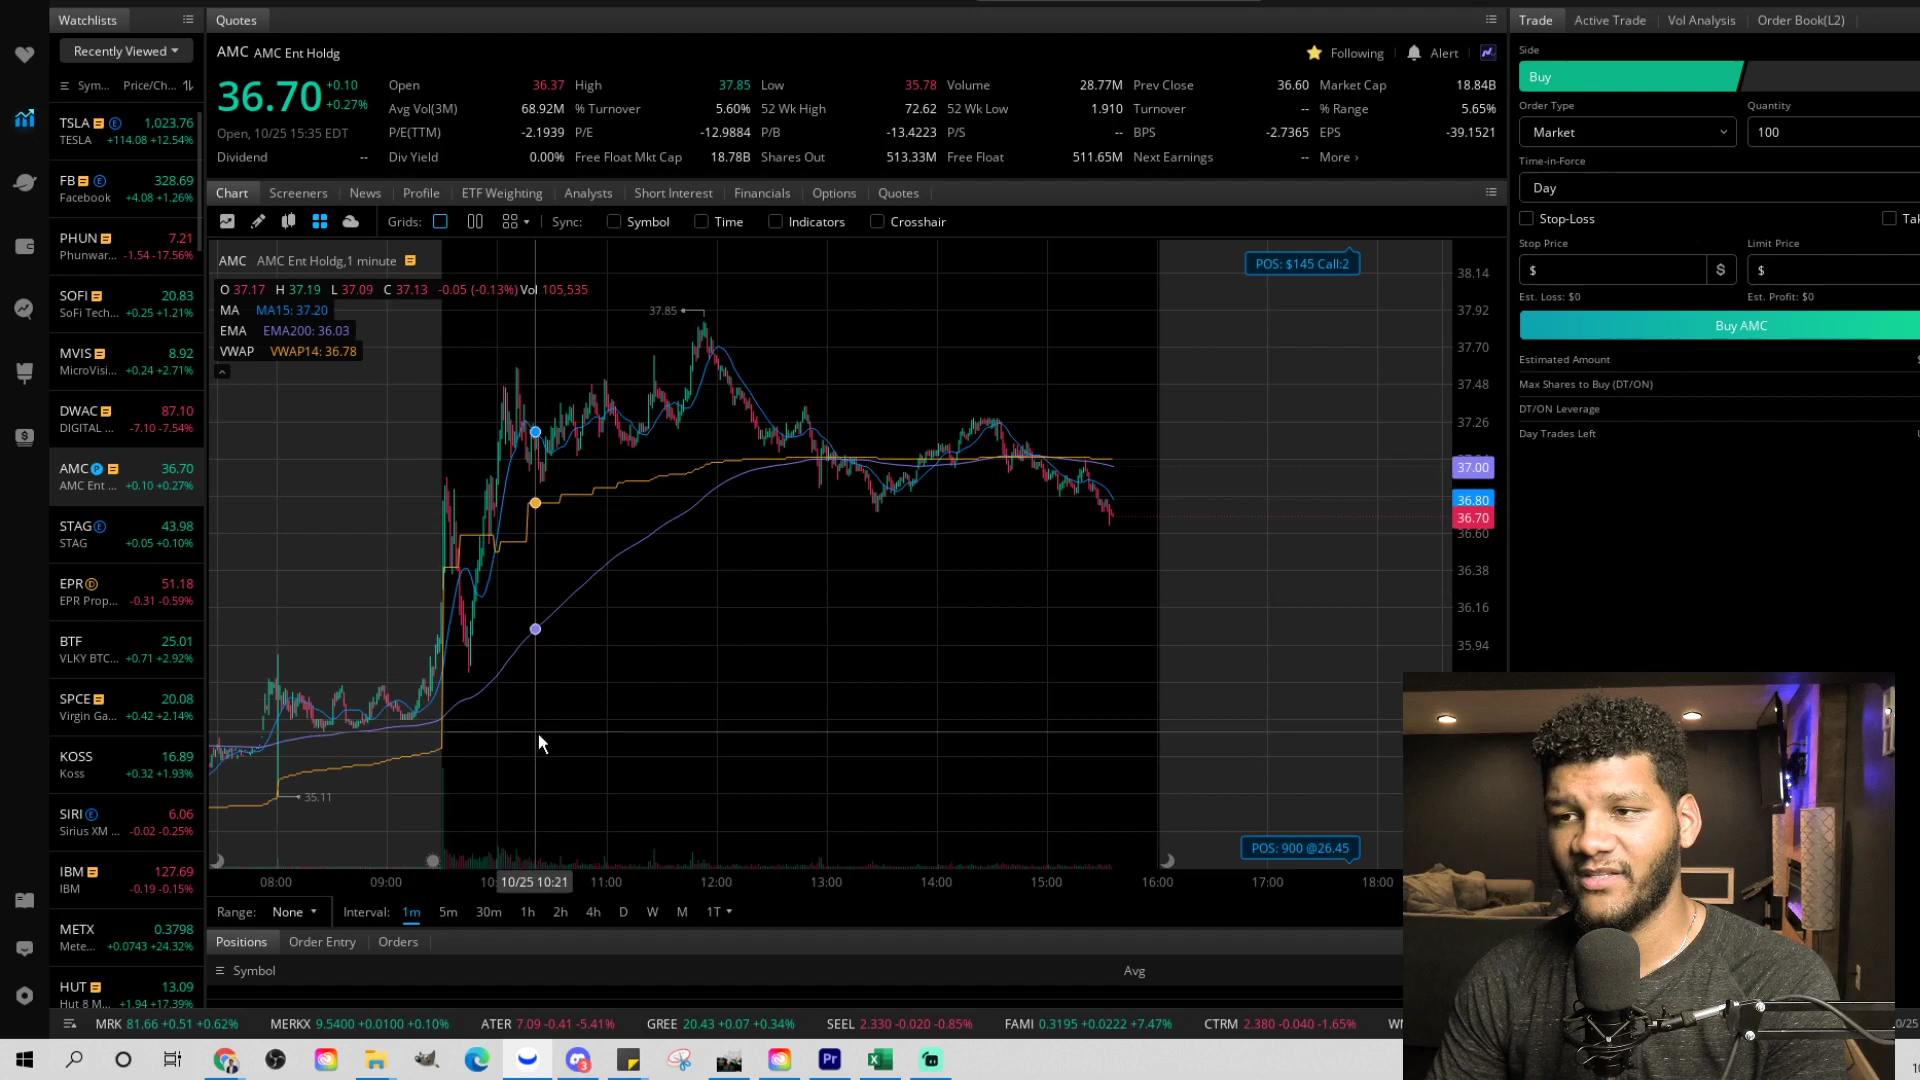 Watchlists
Quotes
Trade Active Trade Vol Analysis Order Book(L2)
Recently Viewed
Sym... Price/Ch...
TSLA 1,023.76
TESLA +114.08 +12.54%
FB 328.69
Facebook +4.08 +1.26%
PHUN 7.21
Phunwar... -1.54 -17.56%
SOFI 20.83
SoFi Tech... +0.25 +1.21%
MVIS 8.92
MicroVisi... +0.24 +2.71%
DWAC 87.10
DIGITAL ... -7.10 -7.54%
AMC P 36.70
AMC Ent ... +0.10 +0.27%
STAG E 43.98
STAG +0.05 +0.10%
EPR D 51.18
EPR Prop... -0.31 -0.59%
BTF 25.01
VLKY BTC... +0.71 +2.92%
SPCE 20.08
Virgin Ga... +0.42 +2.14%
KOSS 16.89
Koss +0.32 +1.93%
SIRI E 6.06
Sirius XM ... -0.02 -0.25%
IBM 127.69
IBM -0.19 -0.15%
METX 0.3798
Mete... +0.0743 +24.32%
HUT 13.09
Hut 8 M... +1.94 +17.39%
AMC AMC Ent Holdg
Following Alert
36.70 +0.10
+0.27%
Open, 10/25 15:35 EDT
Open 36.37 High 37.85 Low 35.78 Volume 28.77M Prev Close 36.60 Market Cap 18.84B
Avg Vol(3M) 68.92M % Turnover 5.60% 52 Wk High 72.62 52 Wk Low 1.910 Turnover -- % Range 5.65%
P/E(TTM) -2.1939 P/E -12.9884 P/B -13.4223 P/S -- BPS -2.7365 EPS -39.1521
Dividend -- Div Yield 0.00% Free Float Mkt Cap 18.78B Shares Out 513.33M Free Float 511.65M Next Earnings -- More ›
Chart Screeners News Profile ETF Weighting Analysts Short Interest Financials Options Quotes
Grids: Sync: Symbol Time Indicators Crosshair
AMC AMC Ent Holdg,1 minute
O 37.17 H 37.19 L 37.09 C 37.13 -0.05 (-0.13%) Vol 105,535
MA MA15: 37.20
EMA EMA200: 36.03
VWAP VWAP14: 36.78
37.85
35.11
POS: $145 Call:2
POS: 900 @26.45
38.14
37.92
37.70
37.48
37.26
37.00
36.80
36.70
36.60
36.38
36.16
35.94
08:00 09:00 10: 10/25 10:21 11:00 12:00 13:00 14:00 15:00 16:00 17:00 18:00
Range: None Interval: 1m 5m 30m 1h 2h 4h D W M 1T
Positions Order Entry Orders
Symbol Avg
Side
Buy
Order Type Quantity
Market 100
Time-in-Force
Day
Stop-Loss
Stop Price Limit Price
$ $ $
Est. Loss: $0 Est. Profit: $0
Buy AMC
Estimated Amount
Max Shares to Buy (DT/ON)
DT/ON Leverage
Day Trades Left
MRK 81.66 +0.51 +0.62% MERKX 9.5400 +0.0100 +0.10% ATER 7.09 -0.41 -5.41% GREE 20.43 +0.07 +0.34% SEEL 2.330 -0.020 -0.85% FAMI 0.3195 +0.0222 +7.47% CTRM 2.380 -0.040 -1.65%
3
Pr